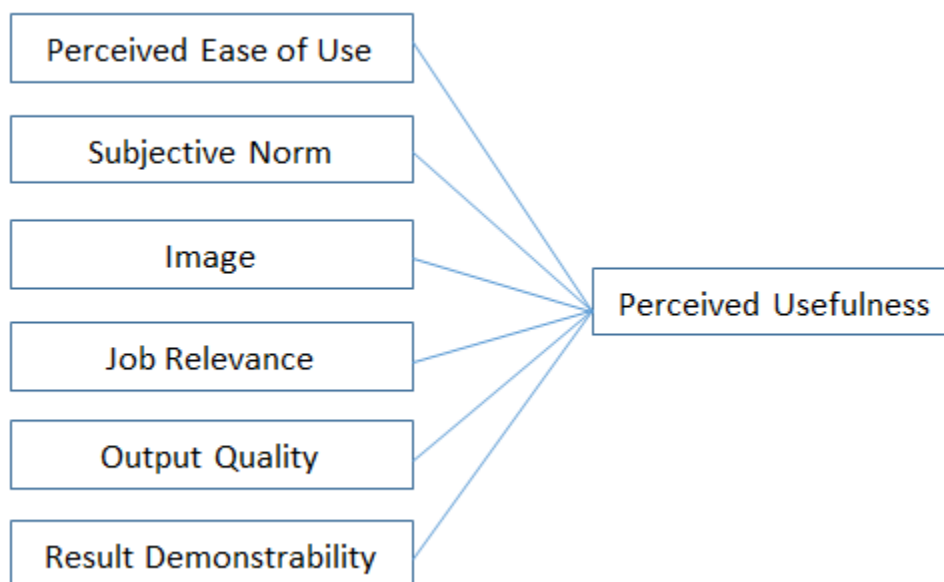 Perceived Ease of Use
Subjective Norm
Image
Job Relevance
Output Quality
Result Demonstrability
Perceived Usefulness